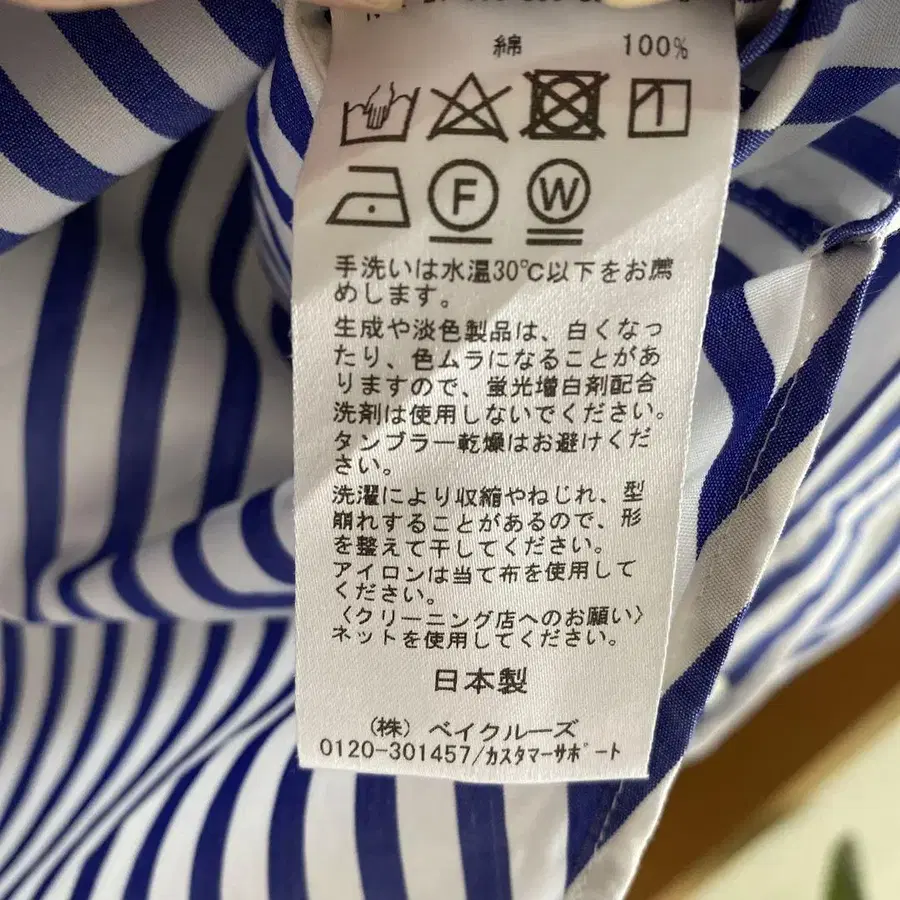 綿 100%
F W
手洗いは水温30℃以下をお薦
めします。
生成や淡色製品は、白くなっ
たり、色ムラになることがあ
りますので、蛍光増白剤配合
洗剤は使用しないでください。
タンブラー乾燥はお避けくだ
さい。
洗濯により収縮やねじれ、型
崩れすることがあるので、形
を整えて干してください。
アイロンは当て布を使用して
ください。
〈クリーニング店へのお願い〉
ネットを使用してください。
日本製
(株) ベイクルーズ
0120-301457/ｶｽﾀﾏｰｻﾎﾟｰﾄ